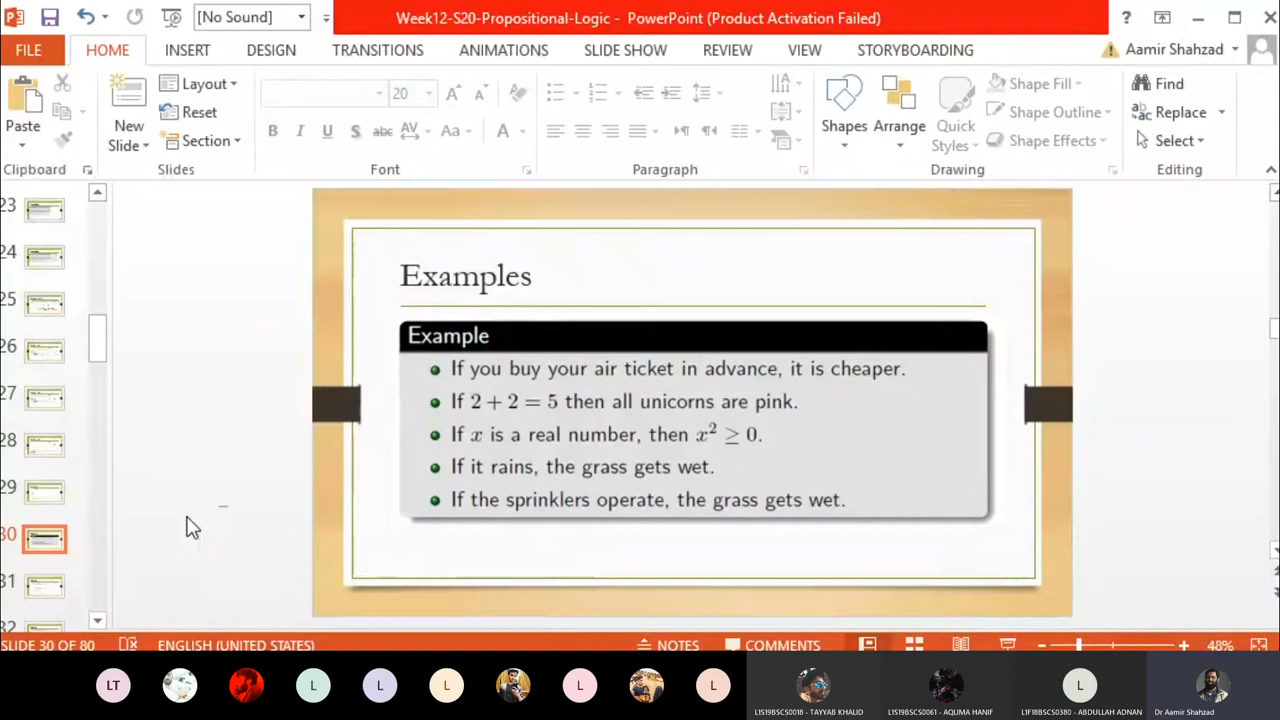 [No Sound]
Week12-S20-Propositional-Logic - PowerPoint (Product Activation Failed)
FILE
HOME
INSERT
DESIGN
TRANSITIONS
ANIMATIONS
SLIDE SHOW
REVIEW
VIEW
STORYBOARDING
Aamir Shahzad
Paste
New
Slide
Layout
Reset
Section
20
B I U S abc AV Aa A
Shapes
Arrange
Quick
Styles
Shape Fill
Shape Outline
Shape Effects
Find
Replace
Select
Clipboard
Slides
Font
Paragraph
Drawing
Editing
23
24
25
26
27
28
29
30
31
32
Examples
Example
If you buy your air ticket in advance, it is cheaper.
If 2 + 2 = 5 then all unicorns are pink.
If x is a real number, then x² ≥ 0.
If it rains, the grass gets wet.
If the sprinklers operate, the grass gets wet.
SLIDE 30 OF 80
ENGLISH (UNITED STATES)
NOTES
COMMENTS
48%
LT
L
L
L
L
L
L
L1S19BSCS0018 - TAYYAB KHALID
L1S19BSCS0061 - AQLIMA HANIF
L1F18BSCS0380 - ABDULLAH ADNAN
Dr Aamir Shahzad